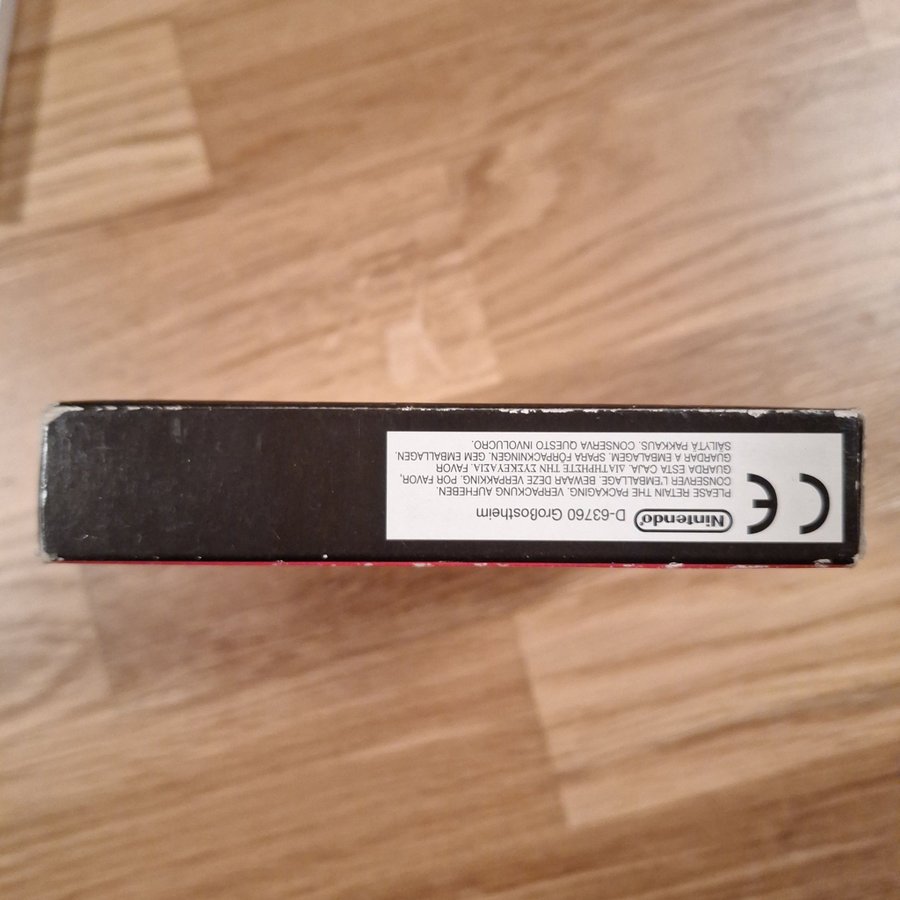 CE
Nintendo® D-63760 Großostheim
PLEASE RETAIN THE PACKAGING. VERPACKUNG AUFHEBEN.
CONSERVER L'EMBALLAGE. BEWAAR DEZE VERPAKKING. POR FAVOR,
GUARDA ESTA CAJA. ΔΙΑΤΗΡΗΣΤΕ ΤΗΝ ΣΥΣΚΕΥΑΣΙΑ. FAVOR
GUARDAR A EMBALAGEM. SPARA FÖRPACKNINGEN. GEM EMBALLAGEN.
SÄILYTÄ PAKKAUS. CONSERVA QUESTO INVOLUCRO.